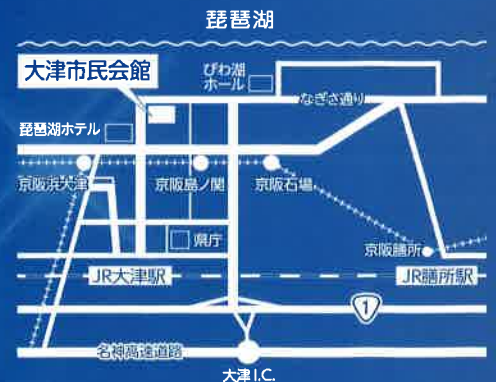 琵琶湖
大津市民会館
びわ湖
ホール
なぎさ通り
琵琶湖ホテル
京阪浜大津
京阪島ノ関
京阪石場
県庁
京阪膳所
JR大津駅
JR膳所駅
1
名神高速道路
大津I.C.